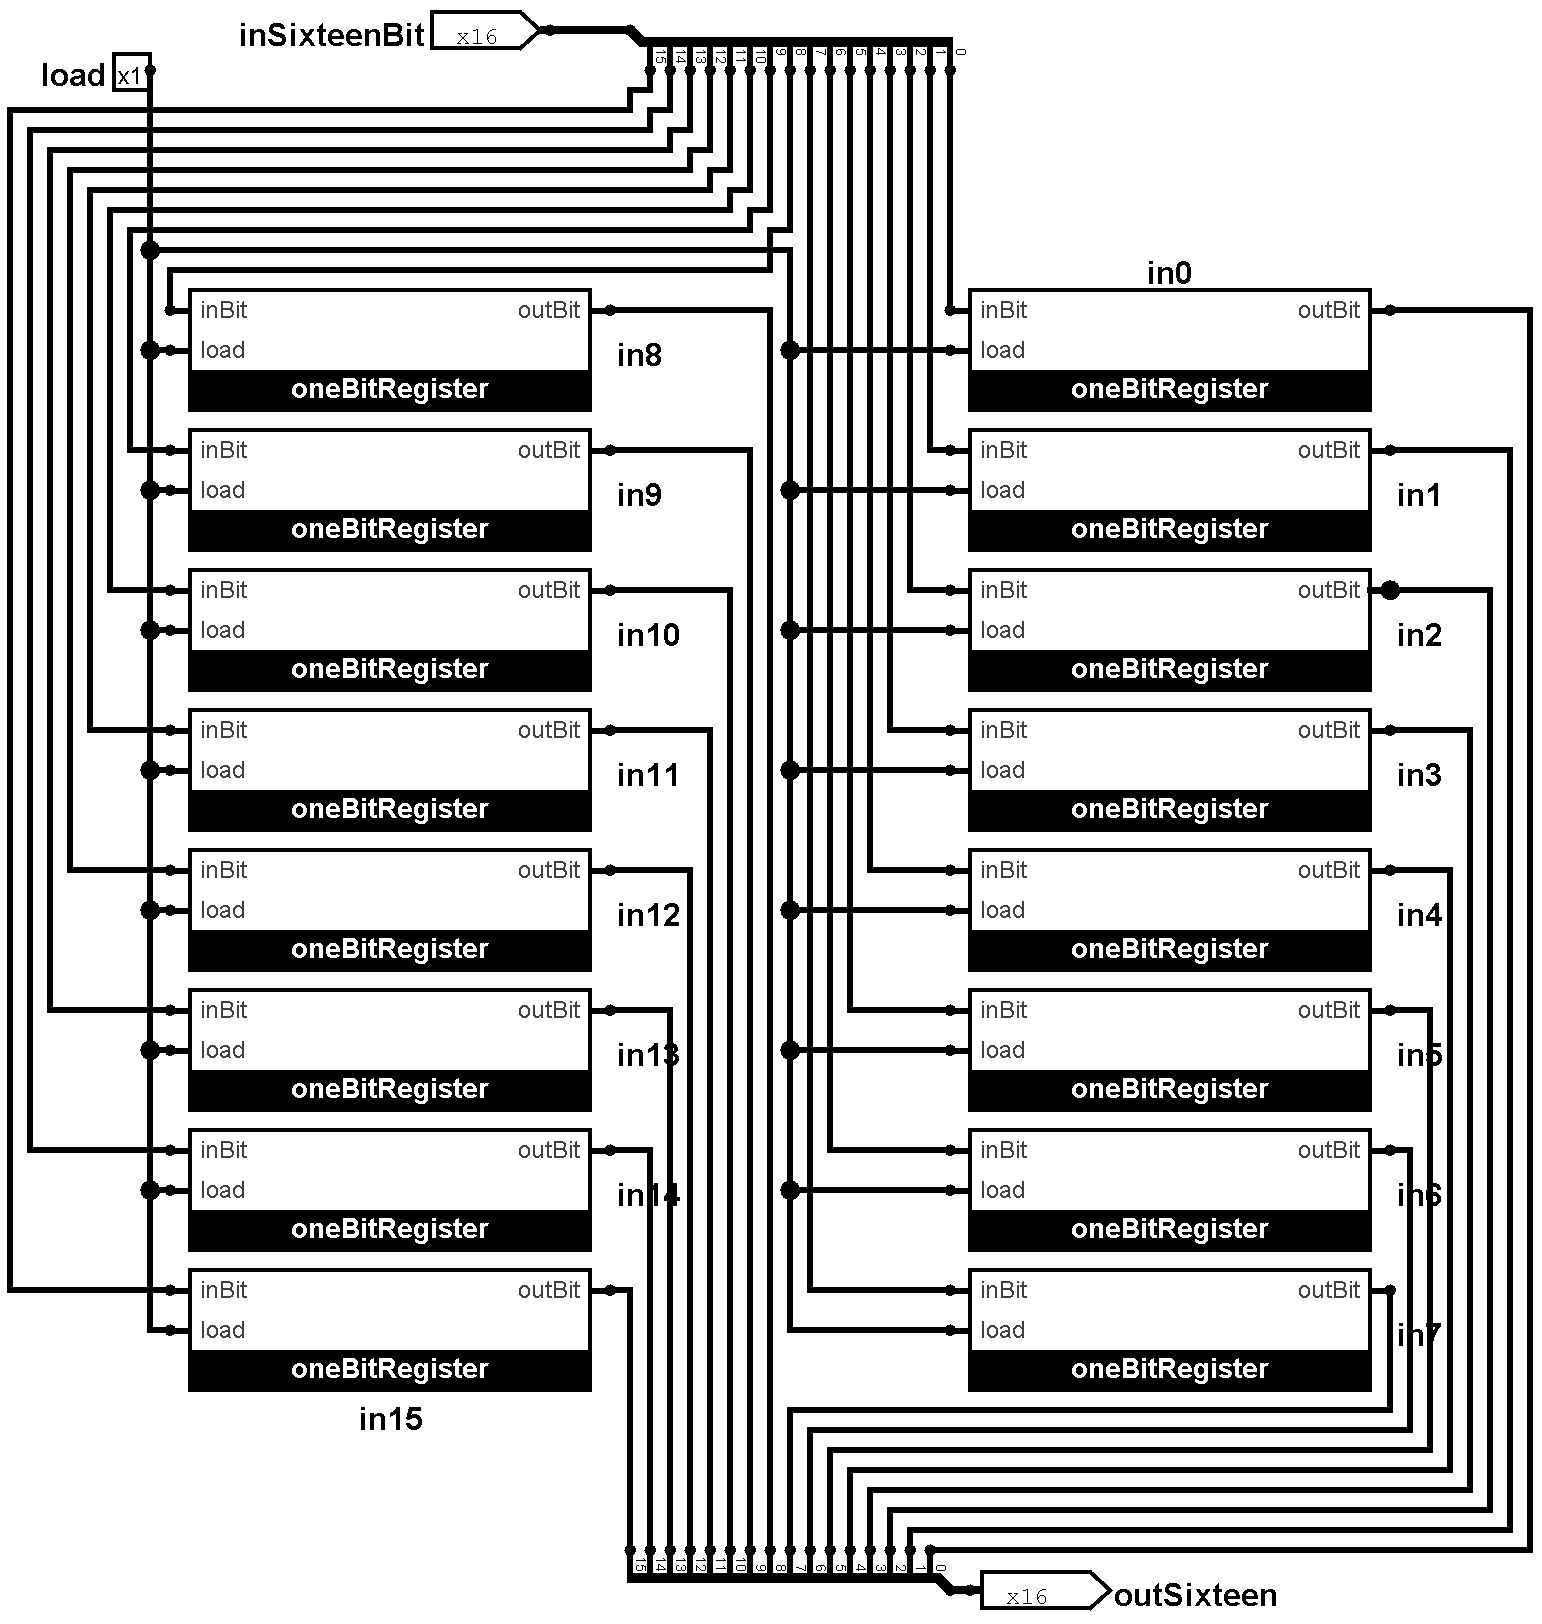 inSixteenBit x16
load x1
15 14 13 12 11 10 9 8 7 6 5 4 3 2 1 0
in0
inBit outBit inBit outBit
load in8 load
oneBitRegister oneBitRegister
inBit outBit inBit outBit
load in9 load in1
oneBitRegister oneBitRegister
inBit outBit inBit outBit
load in10 load in2
oneBitRegister oneBitRegister
inBit outBit inBit outBit
load in11 load in3
oneBitRegister oneBitRegister
inBit outBit inBit outBit
load in12 load in4
oneBitRegister oneBitRegister
inBit outBit inBit outBit
load in13 load in5
oneBitRegister oneBitRegister
inBit outBit inBit outBit
load in14 load in6
oneBitRegister oneBitRegister
inBit outBit inBit outBit
load load in7
oneBitRegister oneBitRegister
in15
15 14 13 12 11 10 9 8 7 6 5 4 3 2 1 0
x16 outSixteen